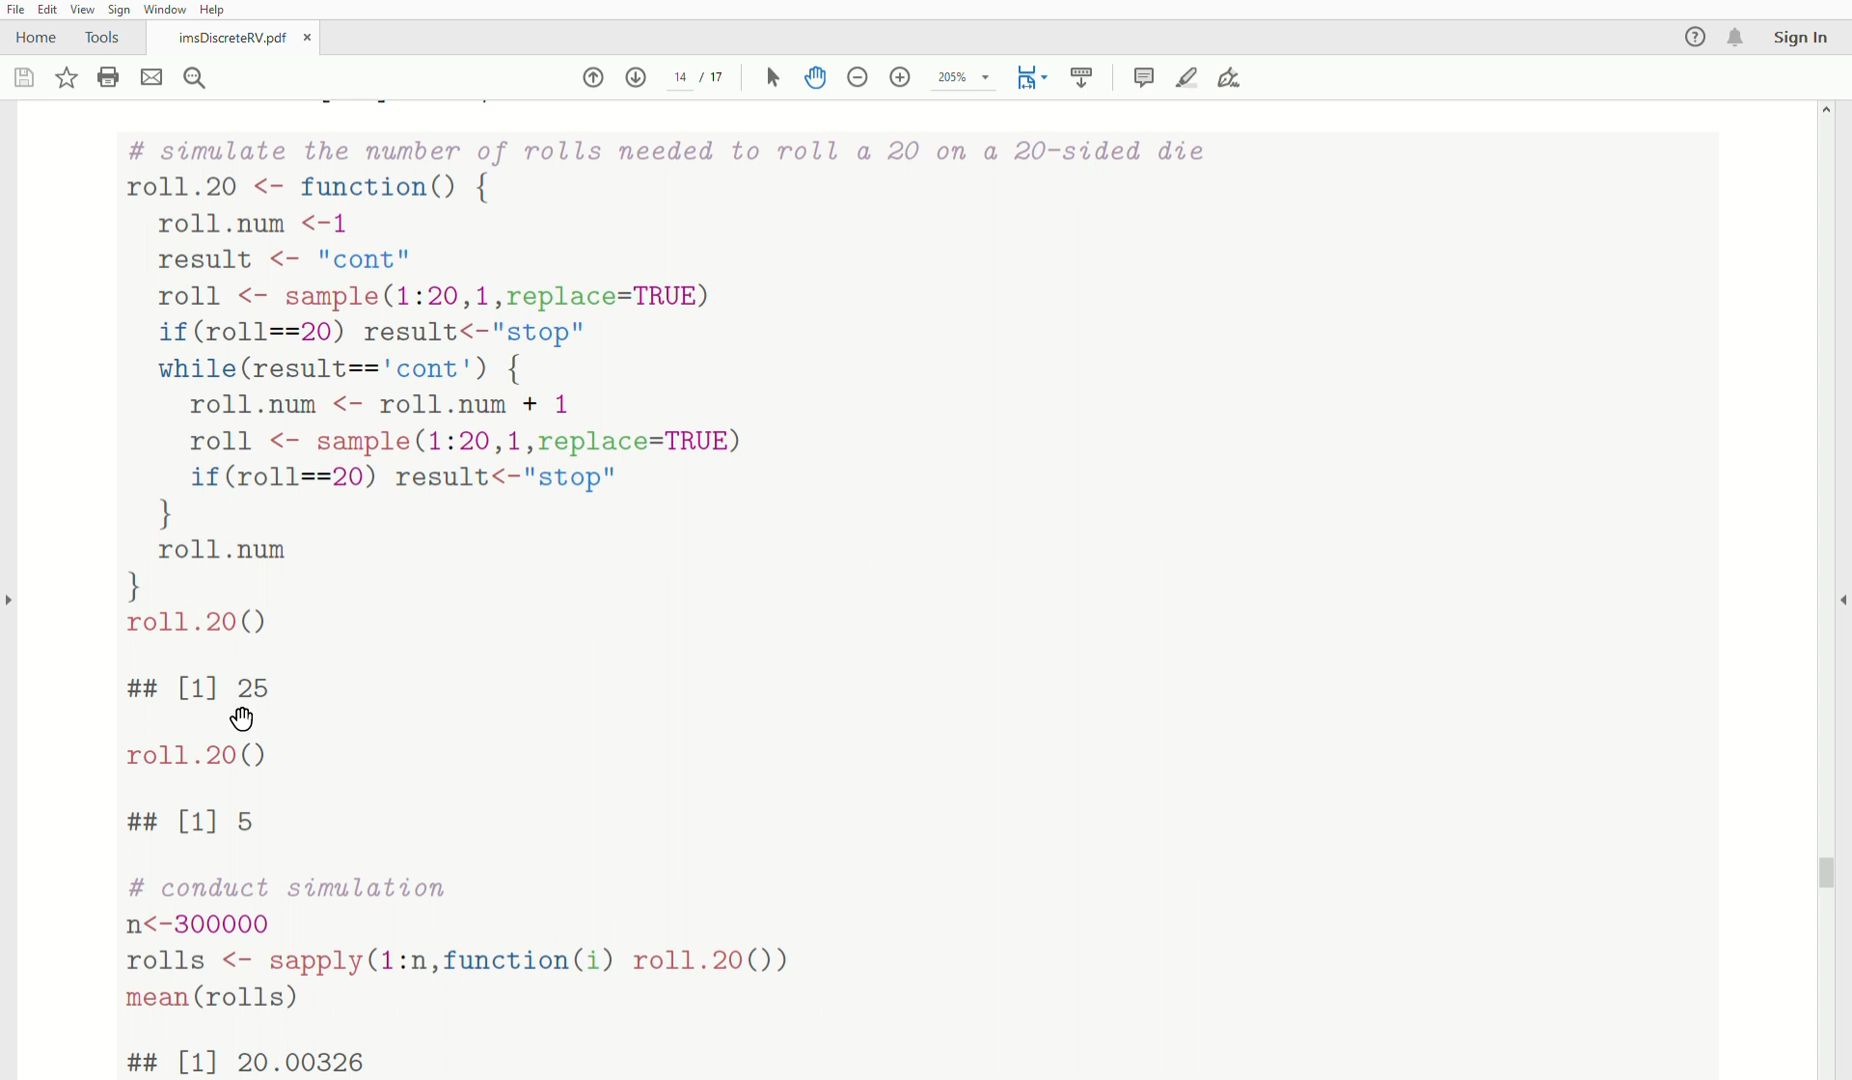 File Edit View Sign Window Help
Home Tools imsDiscreteRV.pdf × Sign In
14 / 17 205%
# simulate the number of rolls needed to roll a 20 on a 20-sided die
roll.20 <- function() {
roll.num <-1
result <- "cont"
roll <- sample(1:20,1,replace=TRUE)
if(roll==20) result<-"stop"
while(result=='cont') {
roll.num <- roll.num + 1
roll <- sample(1:20,1,replace=TRUE)
if(roll==20) result<-"stop"
}
roll.num
}
roll.20()
## [1] 25
roll.20()
## [1] 5
# conduct simulation
n<-300000
rolls <- sapply(1:n,function(i) roll.20())
mean(rolls)
## [1] 20.00326